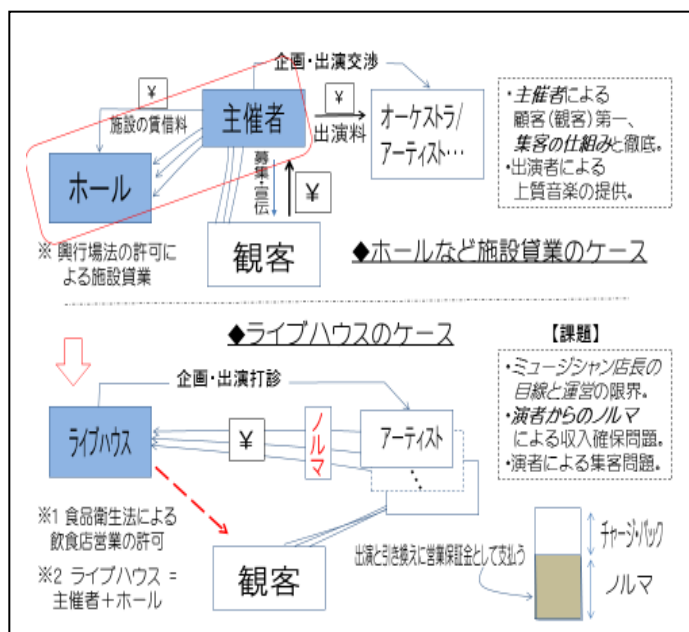 企画・出演交渉
¥
施設の賃信料
主催者
¥
出演料
オーケストラ/
アーティスト…
ホール
募集・宣伝
¥
観客
・主催者による
顧客(観客)第一、
集客の仕組みと徹底。
・出演者による
上質音楽の提供。
※ 興行場法の許可に
よる施設貸業
◆ホールなど施設貸業のケース
◆ライブハウスのケース
【課題】
企画・出演打診
ライブハウス
¥
ノルマ
アーティスト
・ミュージシャン店長の
目線と運営の限界。
・演者からのノルマ
による収入確保問題。
・演者による集客問題。
※1 食品衛生法による
飲食店営業の許可
※2 ライブハウス =
主催者+ホール
観客
出演と引き換えに営業保証金として支払う
チャージ・バック
ノルマ